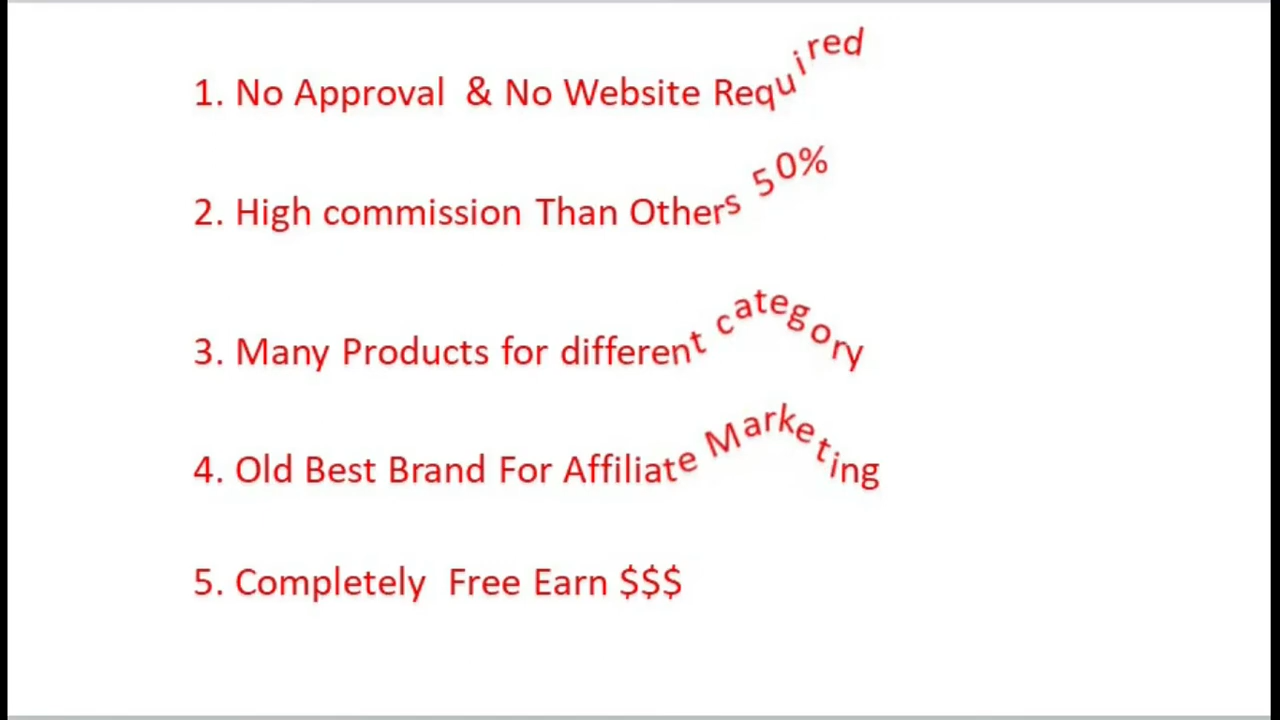 1. No Approval & No Website Required
2. High commission Than Others 50%
3. Many Products for different category
4. Old Best Brand For Affiliate Marketing
5. Completely Free Earn $$$